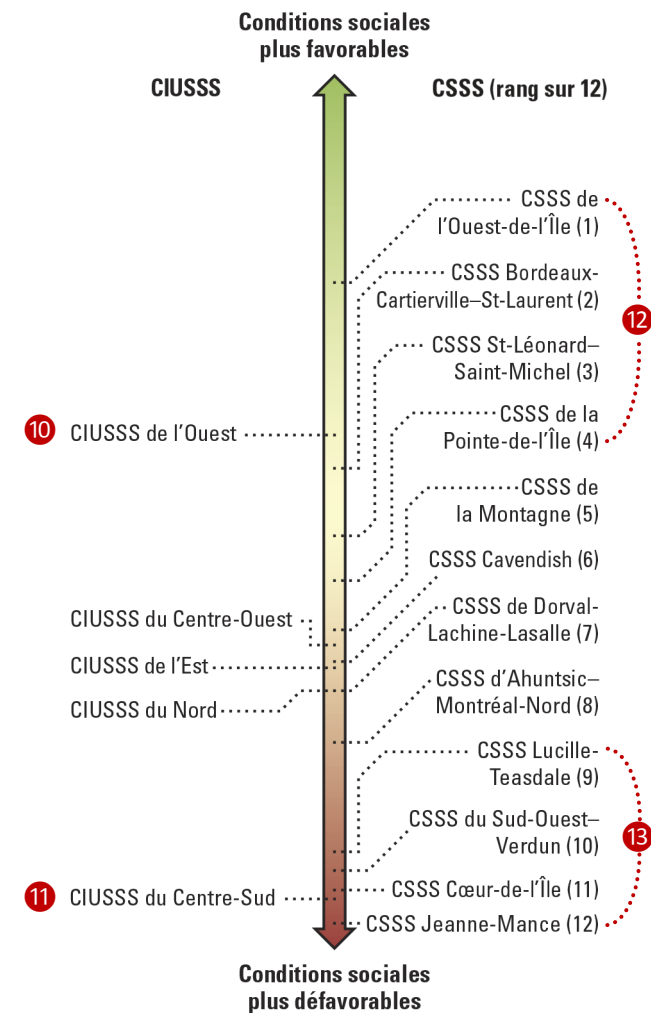 Conditions sociales
plus favorables
CIUSSS
CSSS (rang sur 12)
CSSS de
l'Ouest-de-l'Île (1)
CSSS Bordeaux-
Cartierville–St-Laurent (2)
12
CSSS St-Léonard–
Saint-Michel (3)
CSSS de la
Pointe-de-l'Île (4)
10 CIUSSS de l'Ouest
CSSS de
la Montagne (5)
CSSS Cavendish (6)
CIUSSS du Centre-Ouest
CSSS de Dorval-
Lachine-Lasalle (7)
CIUSSS de l'Est
CIUSSS du Nord
CSSS d'Ahuntsic–
Montréal-Nord (8)
CSSS Lucille-
Teasdale (9)
13
CSSS du Sud-Ouest–
Verdun (10)
11 CIUSSS du Centre-Sud
CSSS Cœur-de-l'Île (11)
CSSS Jeanne-Mance (12)
Conditions sociales
plus défavorables